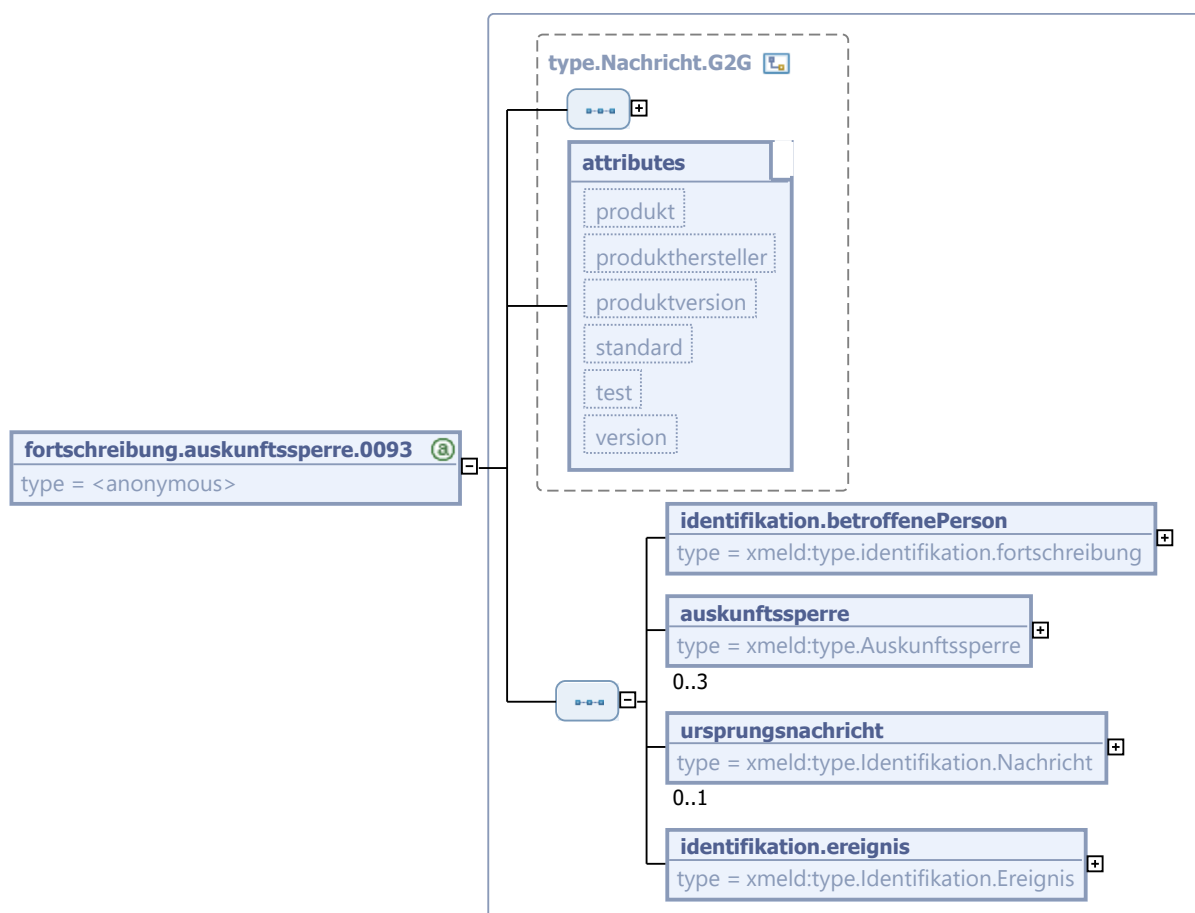 type.Nachricht.G2G
attributes
produkt
produkthersteller
produktversion
standard
test
version
fortschreibung.auskunftssperre.0093 a
type = <anonymous>
identifikation.betroffenePerson
type = xmeld:type.identifikation.fortschreibung
auskunftssperre
type = xmeld:type.Auskunftssperre
0..3
ursprungsnachricht
type = xmeld:type.Identifikation.Nachricht
0..1
identifikation.ereignis
type = xmeld:type.Identifikation.Ereignis